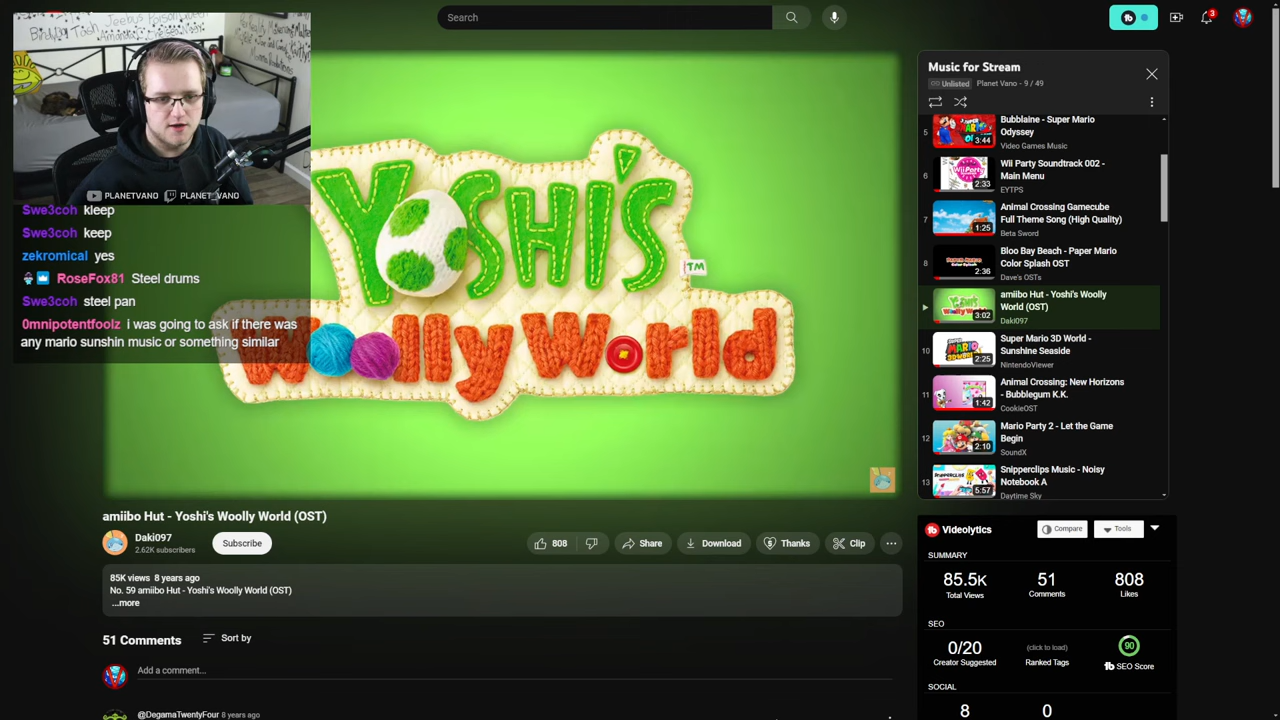 Search
3
PLANETVANO PLANET_VANO
Swe3coh kleep
Swe3coh keep
zekromical yes
RoseFox81 Steel drums
Swe3coh steel pan
0mnipotentfoolz i was going to ask if there was
any mario sunshin music or something similar
YOSHI'S
TM
Woolly World
Music for Stream
Unlisted Planet Vano - 9 / 49
5
Bubblaine - Super Mario
Odyssey
Video Games Music
3:44
6
Wii Party Soundtrack 002 -
Main Menu
EYTPS
2:33
7
Animal Crossing Gamecube
Full Theme Song (High Quality)
Beta Sword
1:25
8
Bloo Bay Beach - Paper Mario
Color Splash OST
Dave's OSTs
2:36
amiibo Hut - Yoshi's Woolly
World (OST)
Daki097
3:02
10
Super Mario 3D World -
Sunshine Seaside
NintendoViewer
2:25
11
Animal Crossing: New Horizons
- Bubblegum K.K.
CookieOST
1:42
12
Mario Party 2 - Let the Game
Begin
SoundX
2:10
13
Snipperclips Music - Noisy
Notebook A
Daytime Sky
5:57
amiibo Hut - Yoshi's Woolly World (OST)
Daki097
2.62K subscribers
Subscribe
808
Share
Download
Thanks
Clip
85K views 8 years ago
No. 59 amiibo Hut - Yoshi's Woolly World (OST)
...more
51 Comments
Sort by
Add a comment...
@DegamaTwentyFour 8 years ago
tb Videolytics
Compare
Tools
SUMMARY
85.5K 51 808
Total Views Comments Likes
SEO
0/20 (click to load) 90
Creator Suggested Ranked Tags tb SEO Score
SOCIAL
8 0